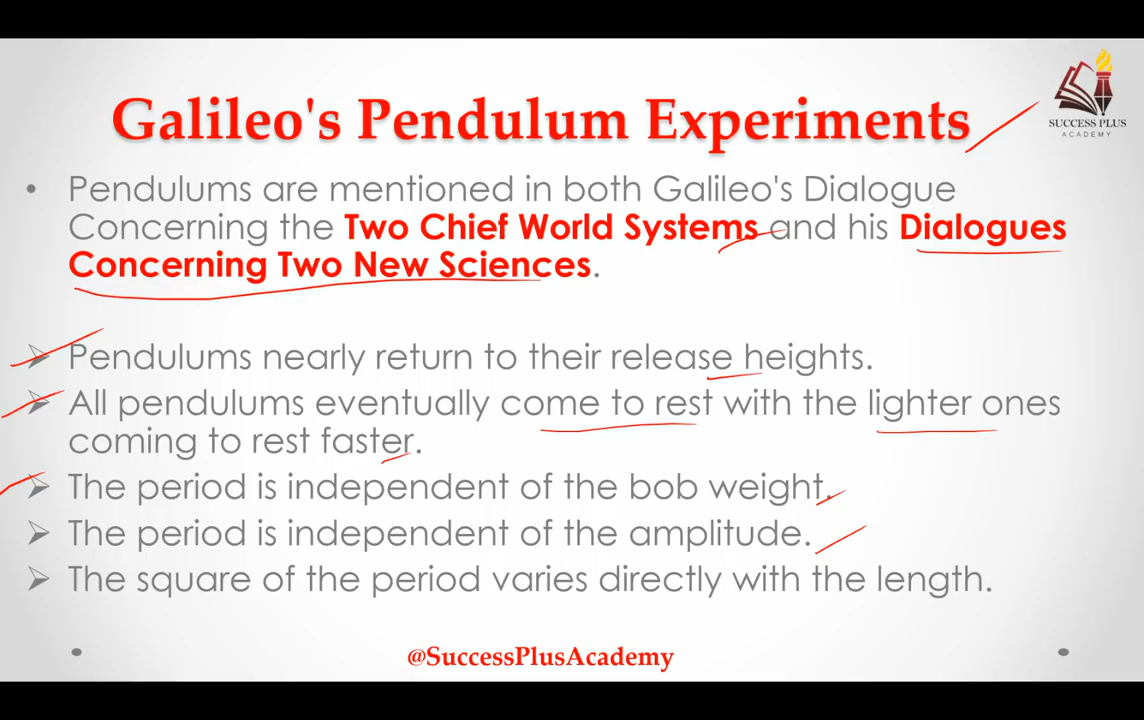 Galileo's Pendulum Experiments
SUCCESS PLUS
ACADEMY
• Pendulums are mentioned in both Galileo's Dialogue
Concerning the Two Chief World Systems and his Dialogues
Concerning Two New Sciences.
➢ Pendulums nearly return to their release heights.
➢ All pendulums eventually come to rest with the lighter ones
coming to rest faster.
➢ The period is independent of the bob weight.
➢ The period is independent of the amplitude.
➢ The square of the period varies directly with the length.
@SuccessPlusAcademy